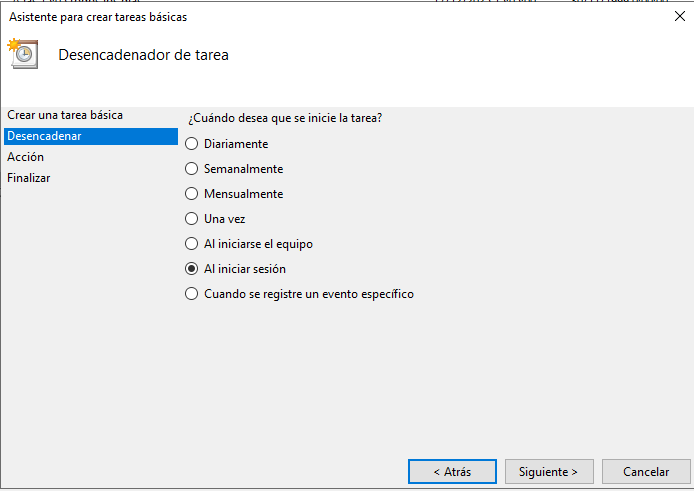 Asistente para crear tareas básicas
Desencadenador de tarea
Crear una tarea básica
Desencadenar
Acción
Finalizar
¿Cuándo desea que se inicie la tarea?
Diariamente
Semanalmente
Mensualmente
Una vez
Al iniciarse el equipo
Al iniciar sesión
Cuando se registre un evento específico
< Atrás
Siguiente >
Cancelar